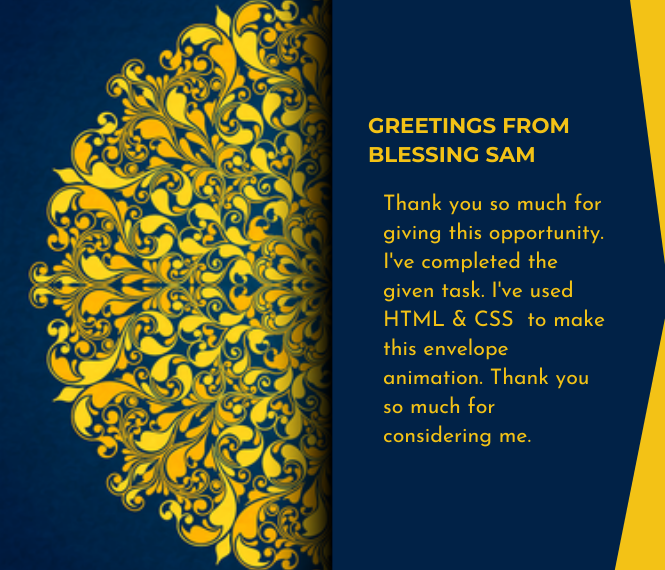 GREETINGS FROM
BLESSING SAM
Thank you so much for
giving this opportunity.
I've completed the
given task. I've used
HTML & CSS  to make
this envelope
animation. Thank you
so much for
considering me.